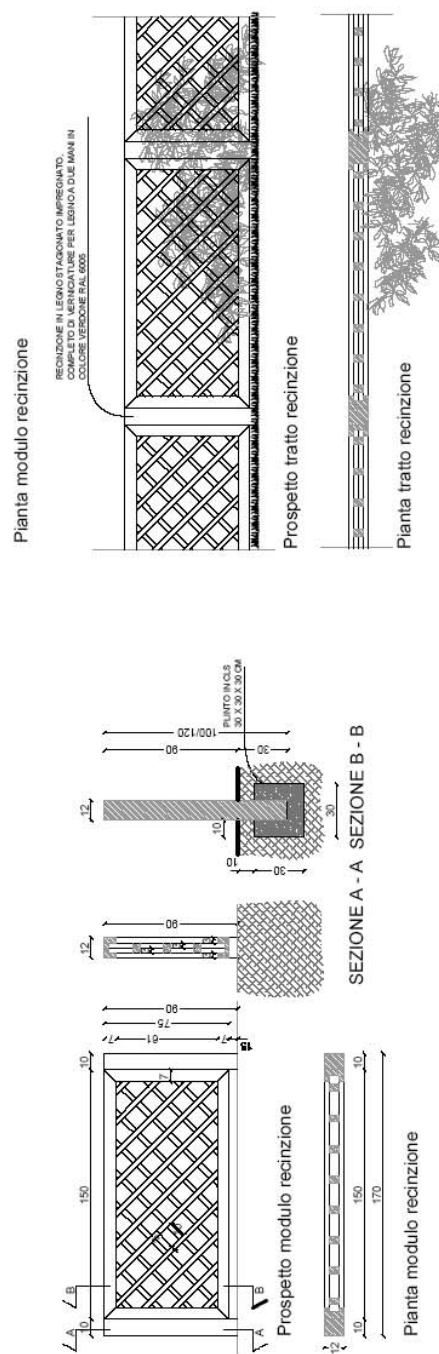 Pianta modulo recinzione
RECINZIONE IN LEGNO STAGIONATO IMPREGNATO,
COMPLETO DI VERNICIATURE PER LEGNO A DUE MANI IN
COLORE VERDONE RAL 6005
Prospetto tratto recinzione
Pianta tratto recinzione
10
150
10
A
B
A
B
7
7
61
7
75
90
15
Prospetto modulo recinzione
12
10
150
10
170
Pianta modulo recinzione
12
90
SEZIONE A - A
12
90
30
100/120
10
10
30
30
PLINTO IN CLS
30 X 30 X 30 CM
SEZIONE B - B